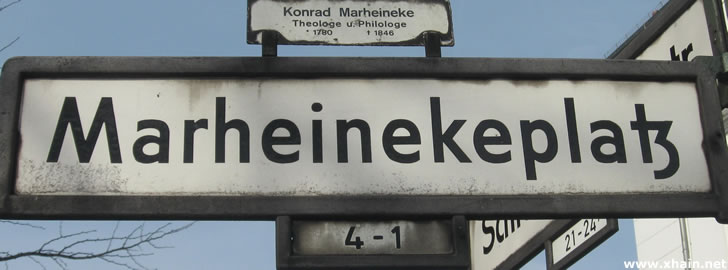 Konrad Marheineke
Theologe u. Philologe
* 1780 † 1846
Marheinekeplatz
4-1
21-24
www.xhain.net